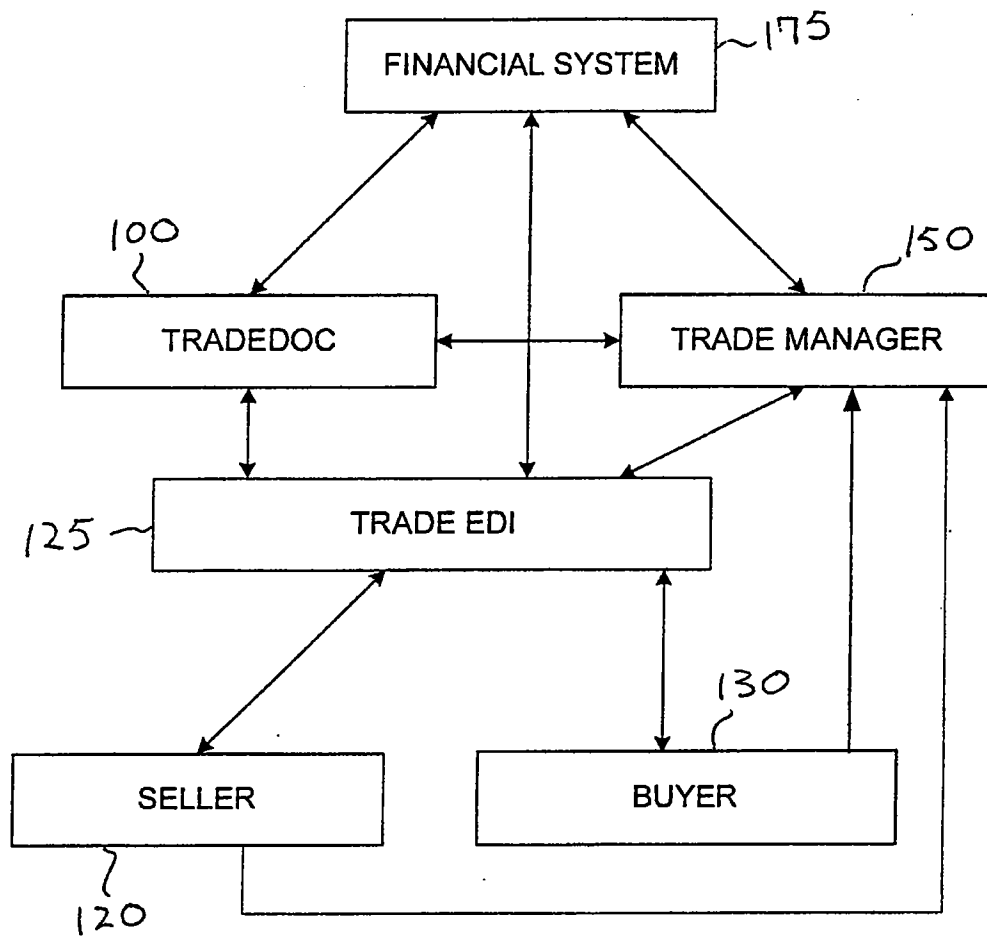 FINANCIAL SYSTEM
175
100
150
TRADEDOC
TRADE MANAGER
TRADE EDI
125
130
SELLER
BUYER
120